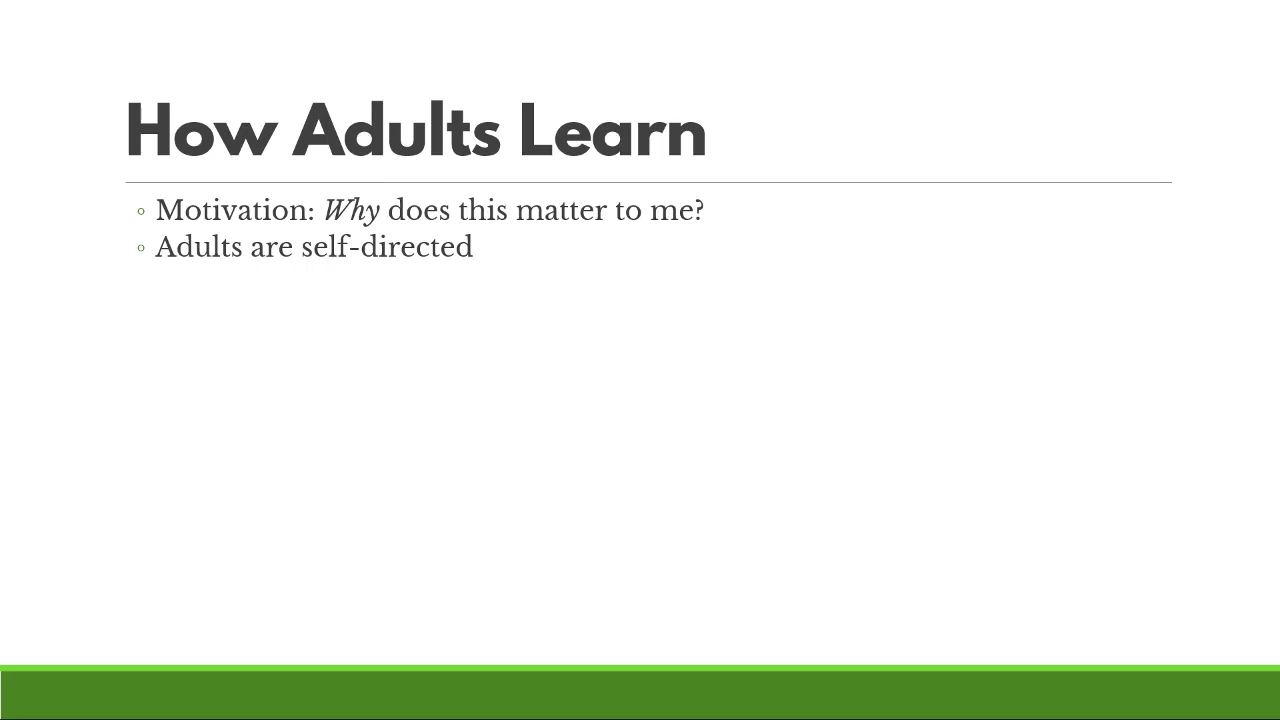 How Adults Learn
◦ Motivation: Why does this matter to me?
◦ Adults are self-directed